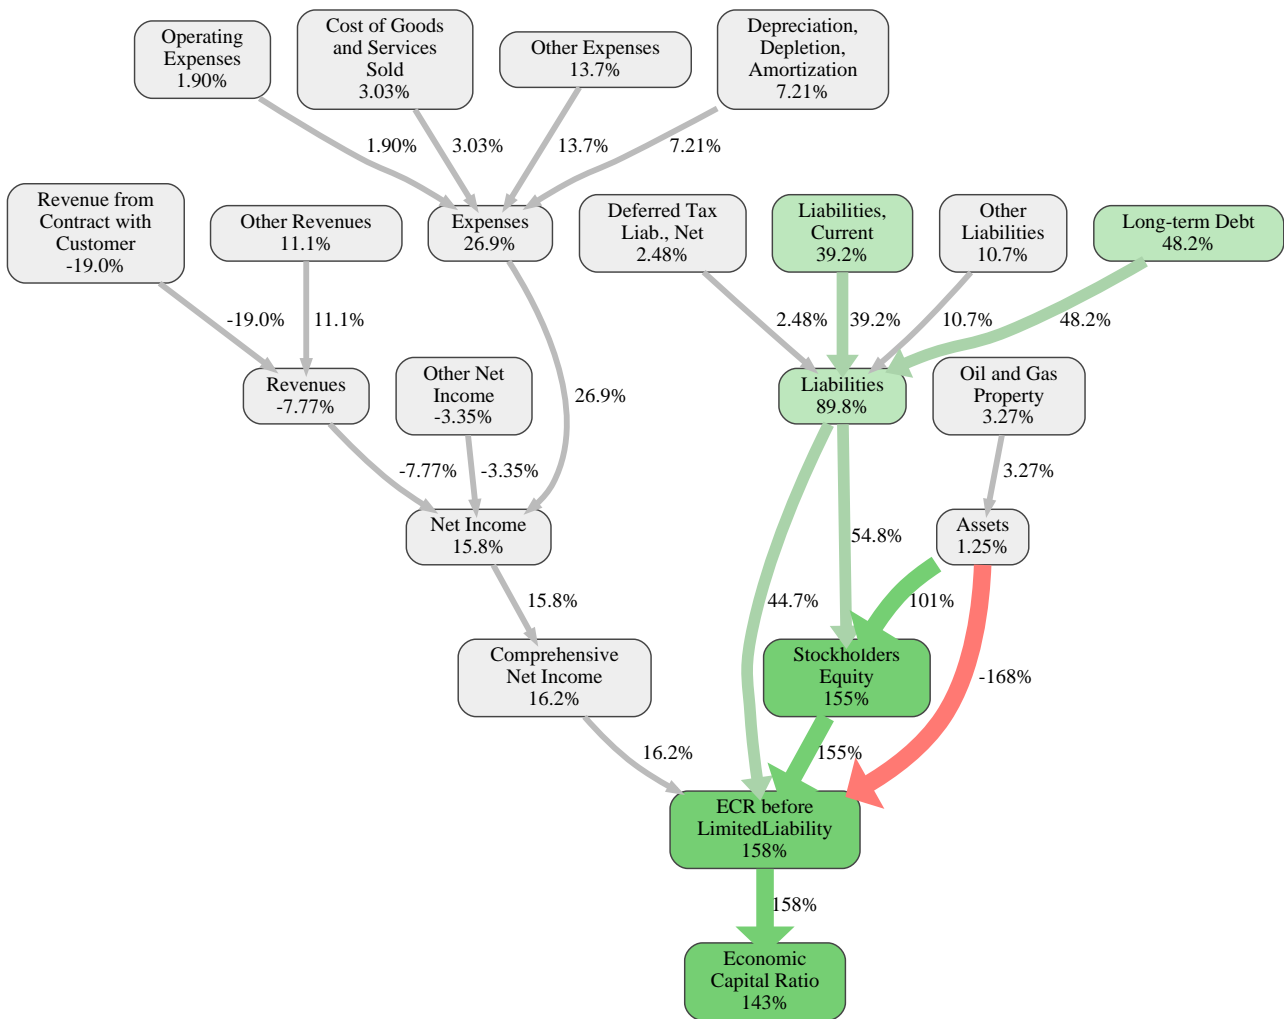 Operating
Expenses
1.90%
Cost of Goods
and Services
Sold
3.03%
Other Expenses
13.7%
Depreciation,
Depletion,
Amortization
7.21%
1.90%
3.03%
13.7%
7.21%
Revenue from
Contract with
Customer
-19.0%
Other Revenues
11.1%
Expenses
26.9%
Deferred Tax
Liab., Net
2.48%
Liabilities,
Current
39.2%
Other
Liabilities
10.7%
Long-term Debt
48.2%
-19.0%
11.1%
2.48%
39.2%
10.7%
48.2%
Revenues
-7.77%
Other Net
Income
-3.35%
26.9%
Liabilities
89.8%
Oil and Gas
Property
3.27%
-7.77%
-3.35%
3.27%
Net Income
15.8%
54.8%
Assets
1.25%
15.8%
44.7%
101%
Comprehensive
Net Income
16.2%
Stockholders
Equity
155%
-168%
16.2%
155%
ECR before
LimitedLiability
158%
158%
Economic
Capital Ratio
143%